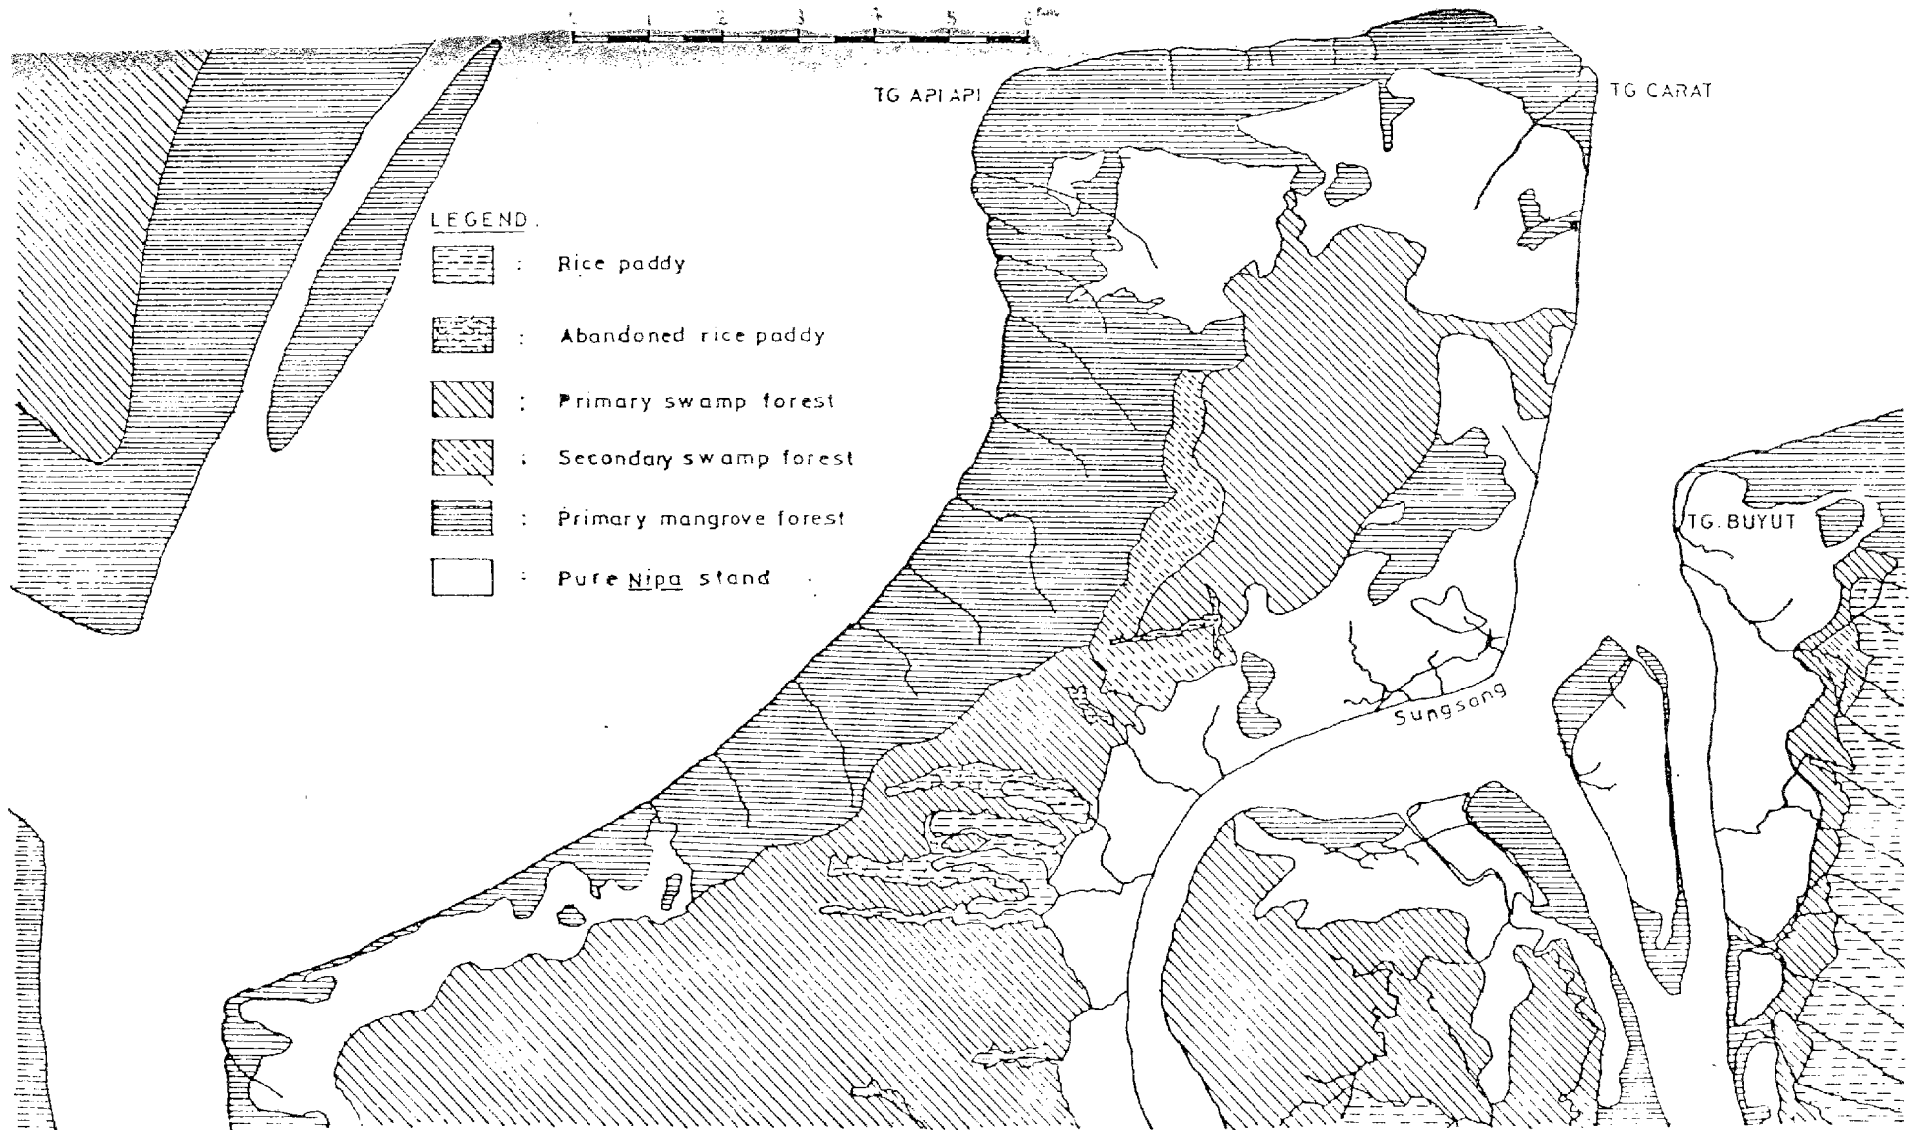 1 2 3 4 5 6 Km
TG API API
TG CARAT
LEGEND.
: Rice paddy
: Abandoned rice paddy
: Primary swamp forest
: Secondary swamp forest
: Primary mangrove forest
: Pure Nipa stand
TG. BUYUT
Sungsang